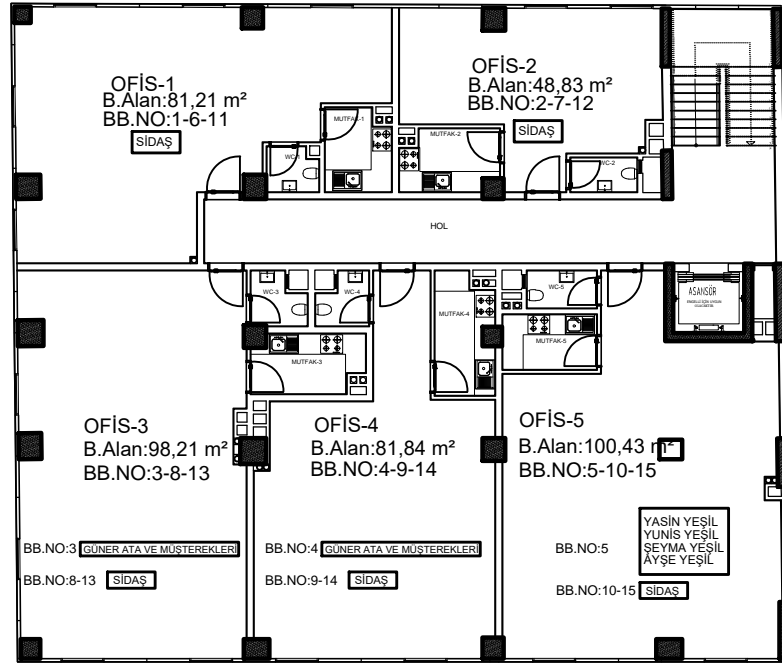 OFİS-1
B.Alan:81,21 m²
BB.NO:1-6-11
SİDAŞ
OFİS-2
B.Alan:48,83 m²
BB.NO:2-7-12
SİDAŞ
MUTFAK-1
MUTFAK-2
WC-1
WC-2
HOL
WC-3
WC-4
WC-5
ASANSÖR
MUTFAK-3
MUTFAK-4
MUTFAK-5
OFİS-3
B.Alan:98,21 m²
BB.NO:3-8-13
OFİS-4
B.Alan:81,84 m²
BB.NO:4-9-14
OFİS-5
B.Alan:100,43 m²
BB.NO:5-10-15
BB.NO:3 GÜNER ATA VE MÜŞTEREKLERİ
BB.NO:8-13 SİDAŞ
BB.NO:4 GÜNER ATA VE MÜŞTEREKLERİ
BB.NO:9-14 SİDAŞ
BB.NO:5
YASİN YEŞİL
YUNİS YEŞİL
ŞEYMA YEŞİL
AYŞE YEŞİL
BB.NO:10-15 SİDAŞ